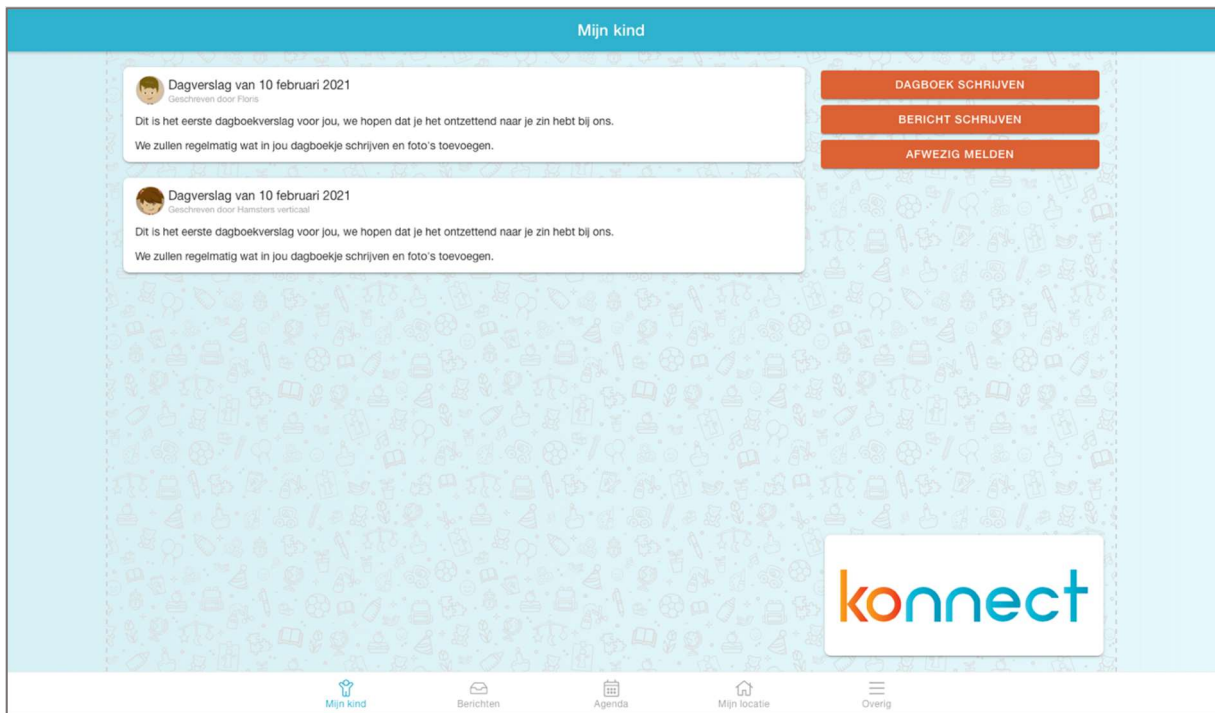 Mijn kind
Dagverslag van 10 februari 2021
Geschreven door Floris
Dit is het eerste dagboekverslag voor jou, we hopen dat je het ontzettend naar je zin hebt bij ons.
We zullen regelmatig wat in jou dagboekje schrijven en foto's toevoegen.
Dagverslag van 10 februari 2021
Geschreven door Hamsters verticaal
Dit is het eerste dagboekverslag voor jou, we hopen dat je het ontzettend naar je zin hebt bij ons.
We zullen regelmatig wat in jou dagboekje schrijven en foto's toevoegen.
DAGBOEK SCHRIJVEN
BERICHT SCHRIJVEN
AFWEZIG MELDEN
konnect
Mijn kind
Berichten
Agenda
Mijn locatie
Overig